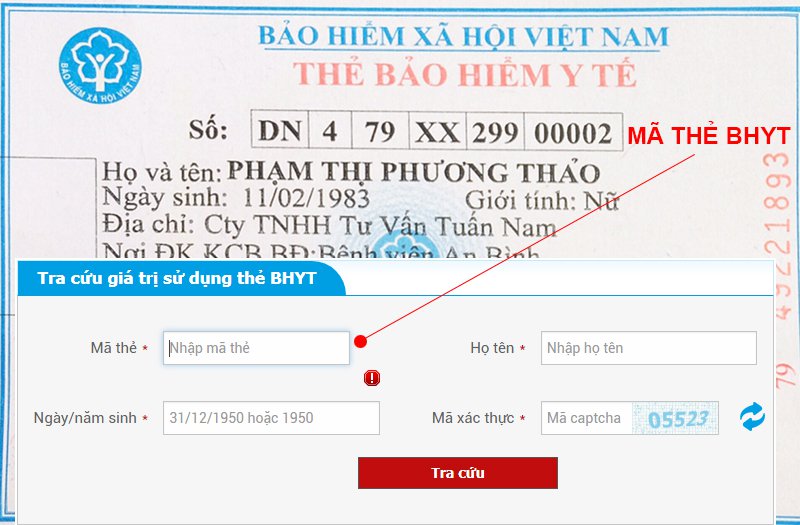 BẢO HIỂM XÃ HỘI VIỆT NAM
BẢO HIỂM XÃ HỘI VIỆT NAM
THẺ BẢO HIỂM Y TẾ
Số: DN 4 79 XX 299 00002
MÃ THẺ BHYT
Họ và tên: PHẠM THỊ PHƯƠNG THẢO
Ngày sinh: 11/02/1983 Giới tính: Nữ
Địa chỉ: Cty TNHH Tư Vấn Tuấn Nam
Nơi ĐK KCB BĐ: Bệnh viện An Bình
79 49221893
Tra cứu giá trị sử dụng thẻ BHYT
Mã thẻ * Nhập mã thẻ Họ tên * Nhập họ tên
Ngày/năm sinh * 31/12/1950 hoặc 1950 Mã xác thực * Mã captcha 05523
Tra cứu